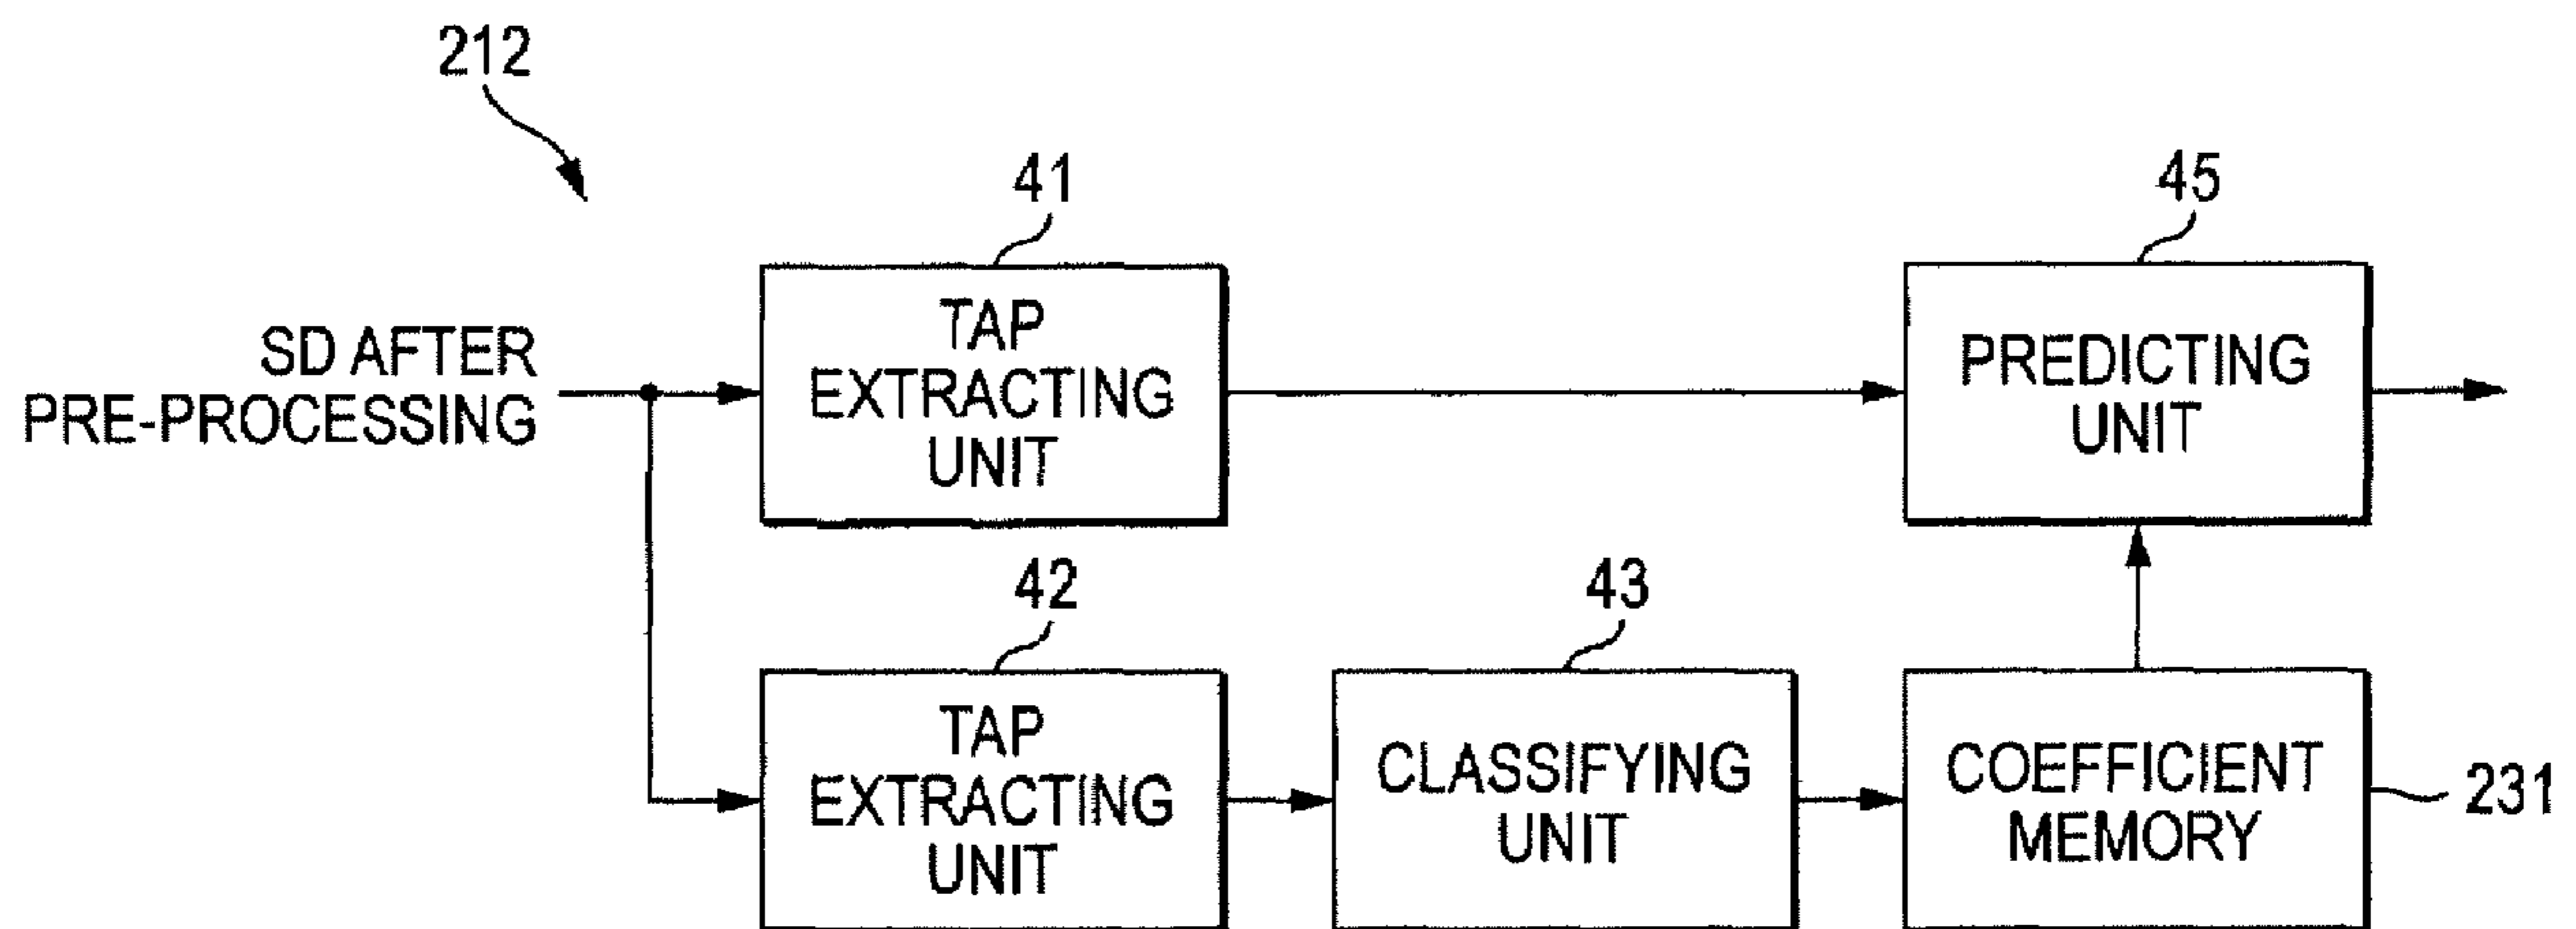 212
41
45
SD AFTER
PRE-PROCESSING
TAP
EXTRACTING
UNIT
PREDICTING
UNIT
42
43
TAP
EXTRACTING
UNIT
CLASSIFYING
UNIT
COEFFICIENT
MEMORY
231